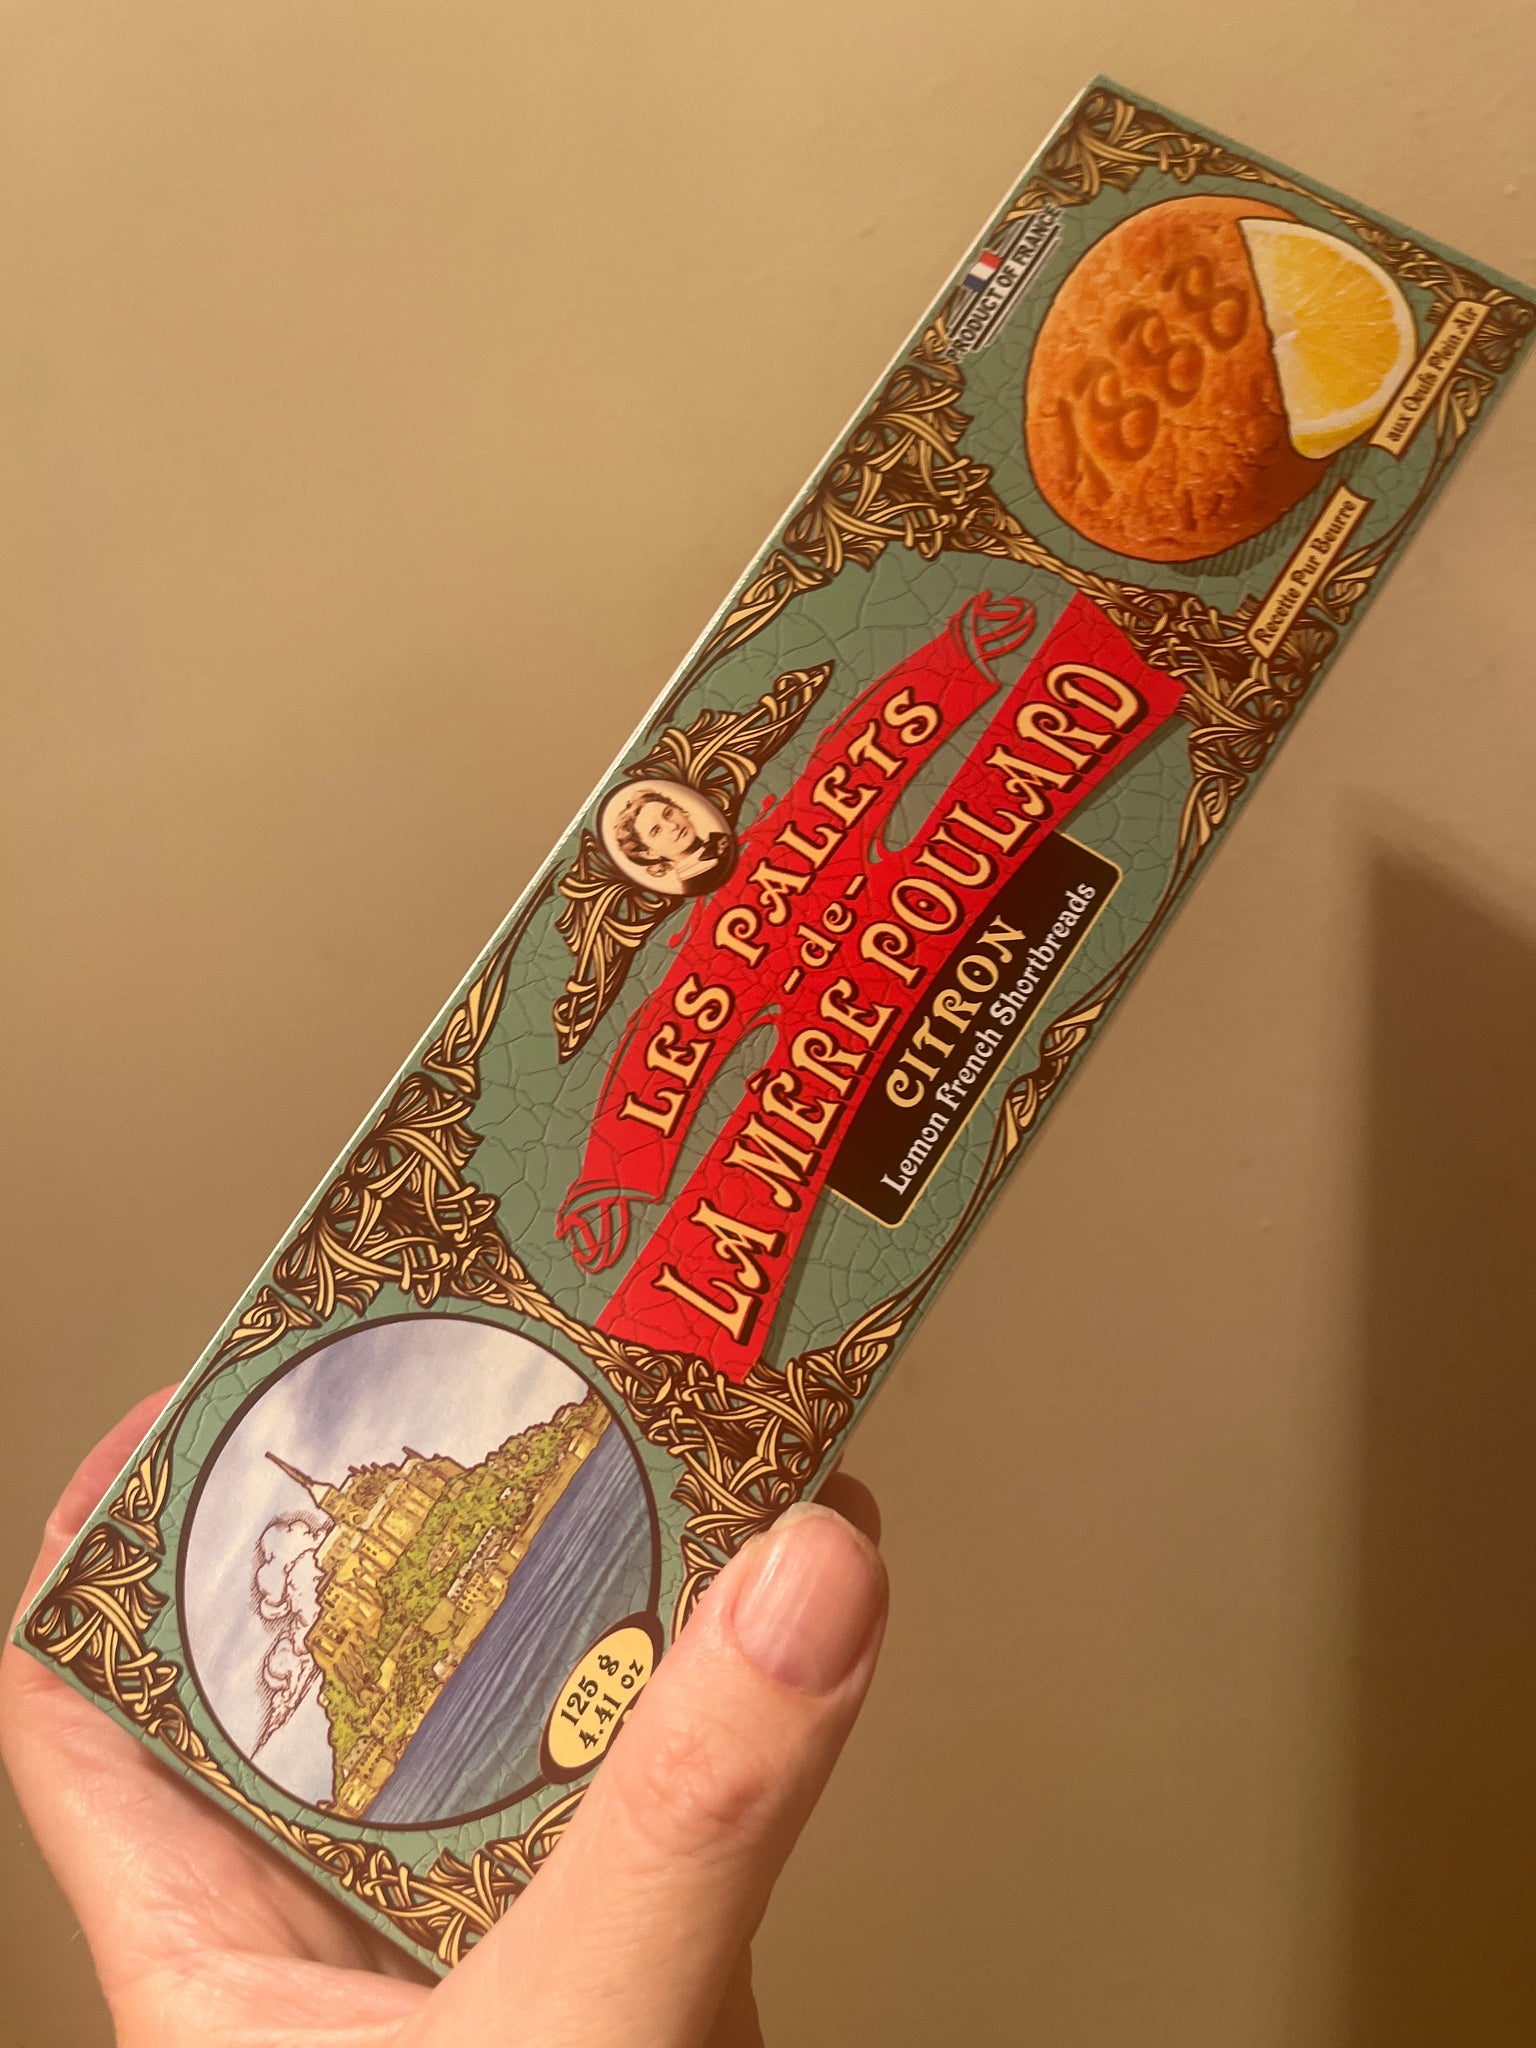 LES PALETS
-de-
LA MÈRE POULARD
CITRON
Lemon French Shortbreads
125 g
4.41 oz
PRODUCT OF FRANCE
1888
aux Oeufs Plein Air
Recette Pur Beurre